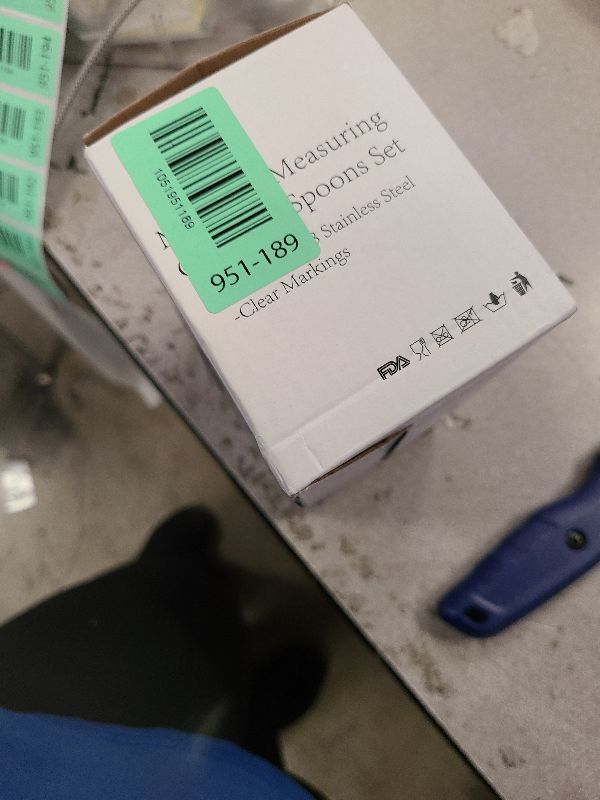 Measuring
Spoons Set
Stainless Steel
-Clear Markings
FDA
1051951189
951-189